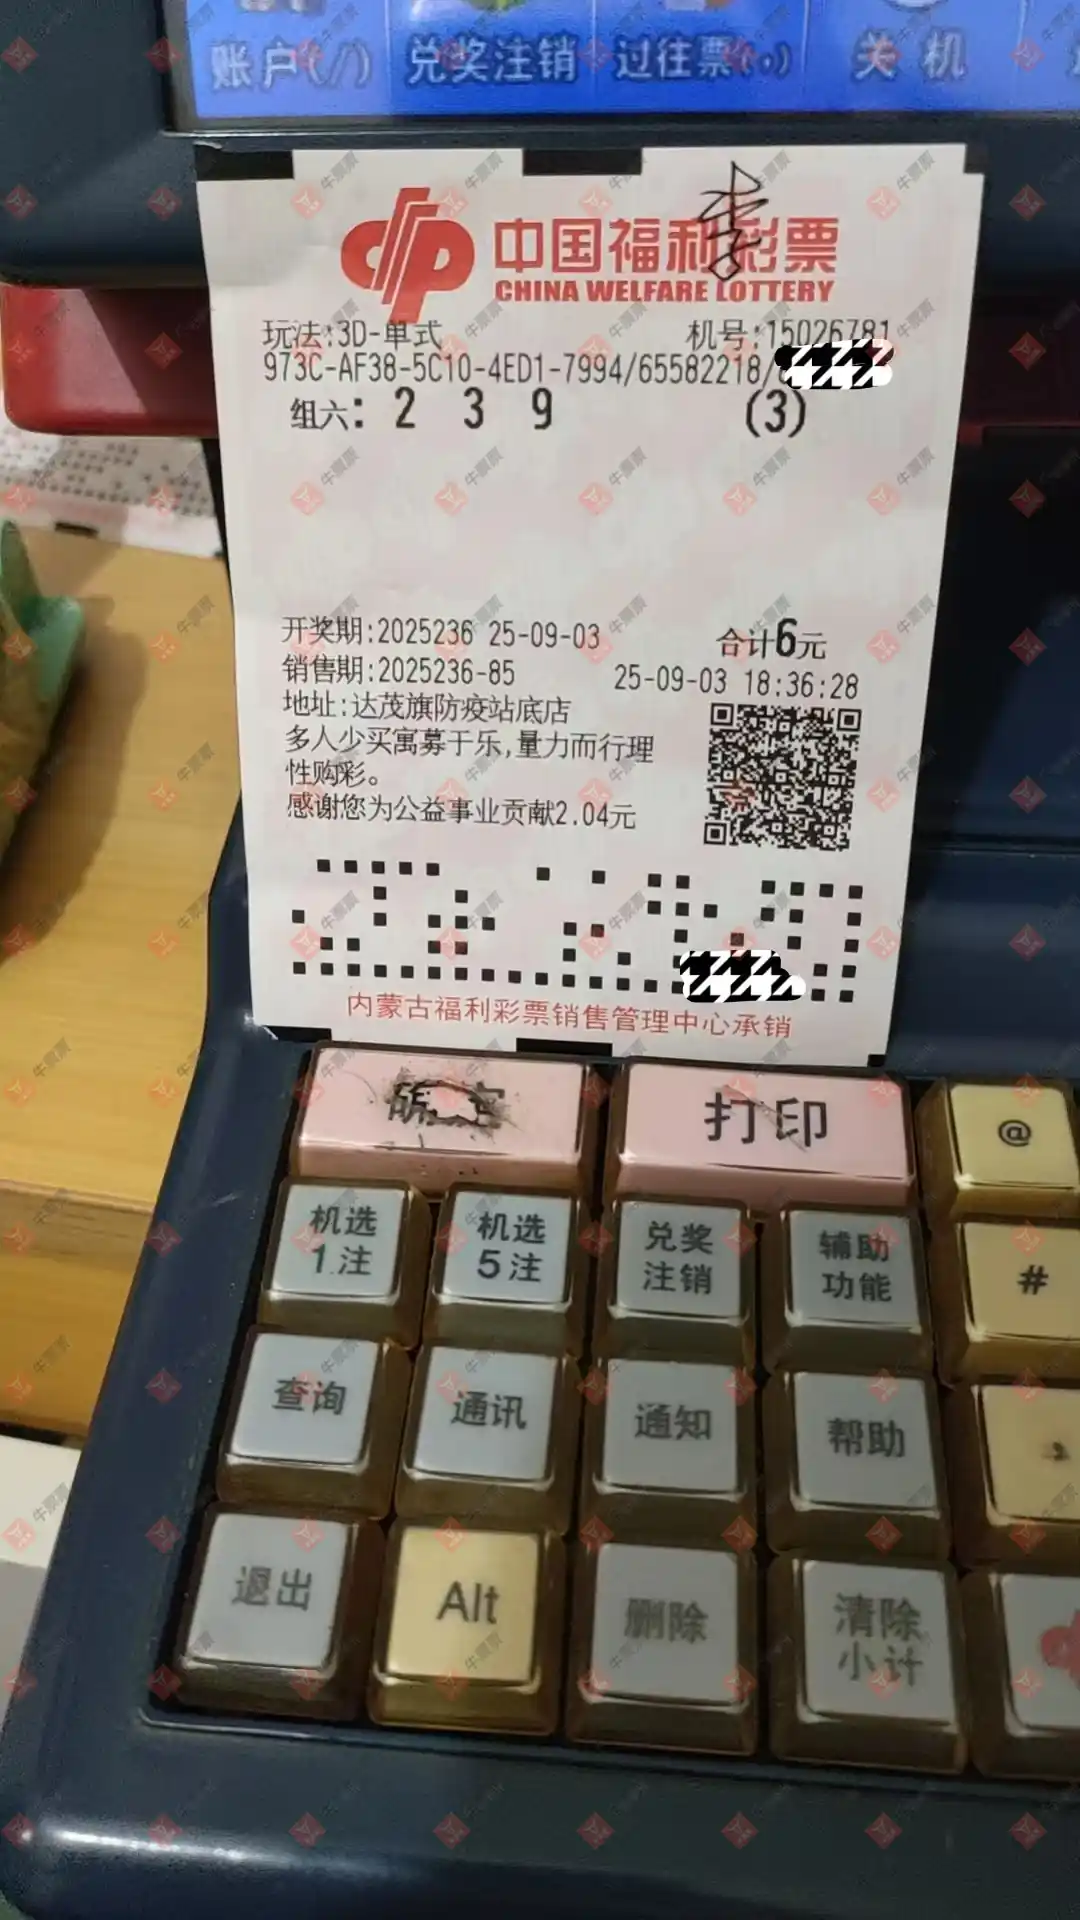 账户(/) 兑奖注销 过往票(.) 关 机
李
中国福利彩票
CHINA WELFARE LOTTERY
玩法:3D-单式 机号:15026781
973C-AF38-5C10-4ED1-7994/65582218/
组六: 2 3 9 (3)
开奖期:2025236 25-09-03 合计6元
销售期:2025236-85 25-09-03 18:36:28
地址:达茂旗防疫站底店
多人少买寓募于乐,量力而行理
性购彩。
感谢您为公益事业贡献2.04元
内蒙古福利彩票销售管理中心承销
确定 打印 @
机选
1注
机选
5注
兑奖
注销
辅助
功能
#
查询 通讯 通知 帮助
退出 Alt 删除
清除
小计
牛票票